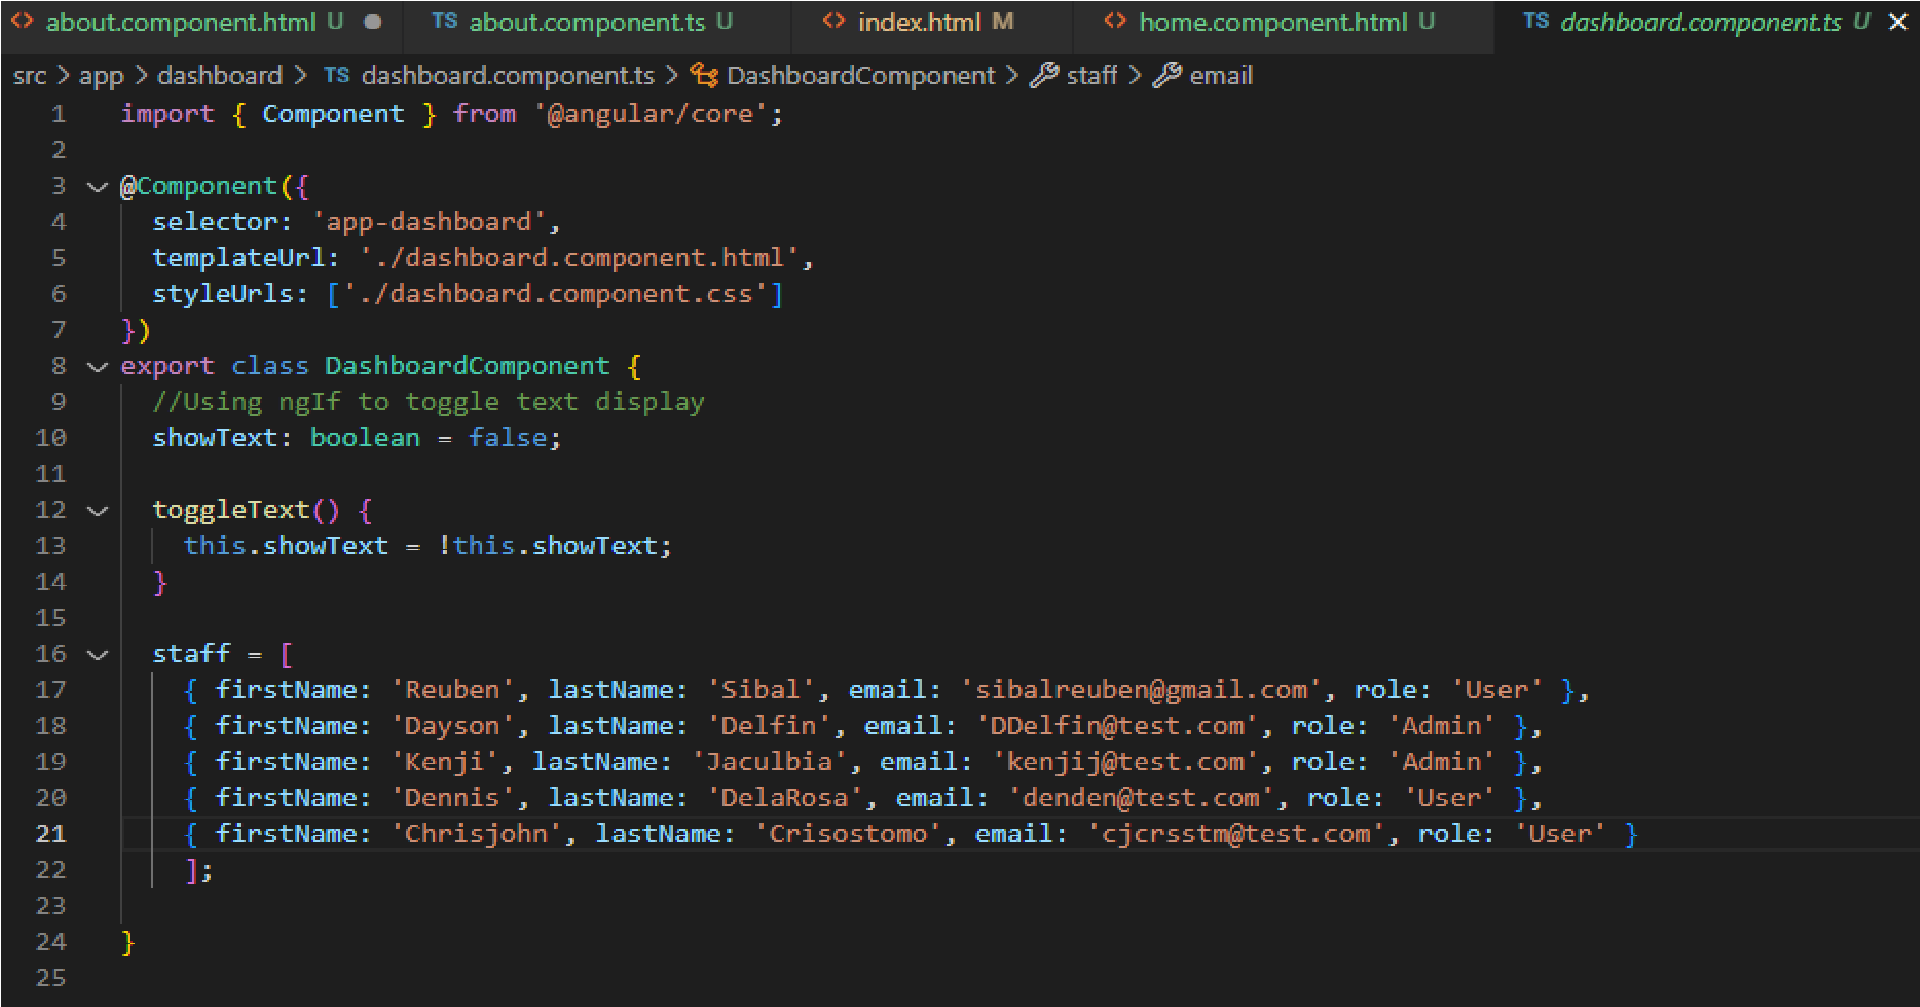 about.component.html U
TS about.component.ts U
index.html M
home.component.html U
TS dashboard.component.ts U
src > app > dashboard > TS dashboard.component.ts > DashboardComponent > staff > email
1 import { Component } from '@angular/core';
2
3 @Component({
4 selector: 'app-dashboard',
5 templateUrl: './dashboard.component.html',
6 styleUrls: ['./dashboard.component.css']
7 })
8 export class DashboardComponent {
9 //Using ngIf to toggle text display
10 showText: boolean = false;
11
12 toggleText() {
13 this.showText = !this.showText;
14 }
15
16 staff = [
17 { firstName: 'Reuben', lastName: 'Sibal', email: 'sibalreuben@gmail.com', role: 'User' },
18 { firstName: 'Dayson', lastName: 'Delfin', email: 'DDelfin@test.com', role: 'Admin' },
19 { firstName: 'Kenji', lastName: 'Jaculbia', email: 'kenjij@test.com', role: 'Admin' },
20 { firstName: 'Dennis', lastName: 'DelaRosa', email: 'denden@test.com', role: 'User' },
21 { firstName: 'Chrisjohn', lastName: 'Crisostomo', email: 'cjcrsstm@test.com', role: 'User' }
22 ];
23
24 }
25